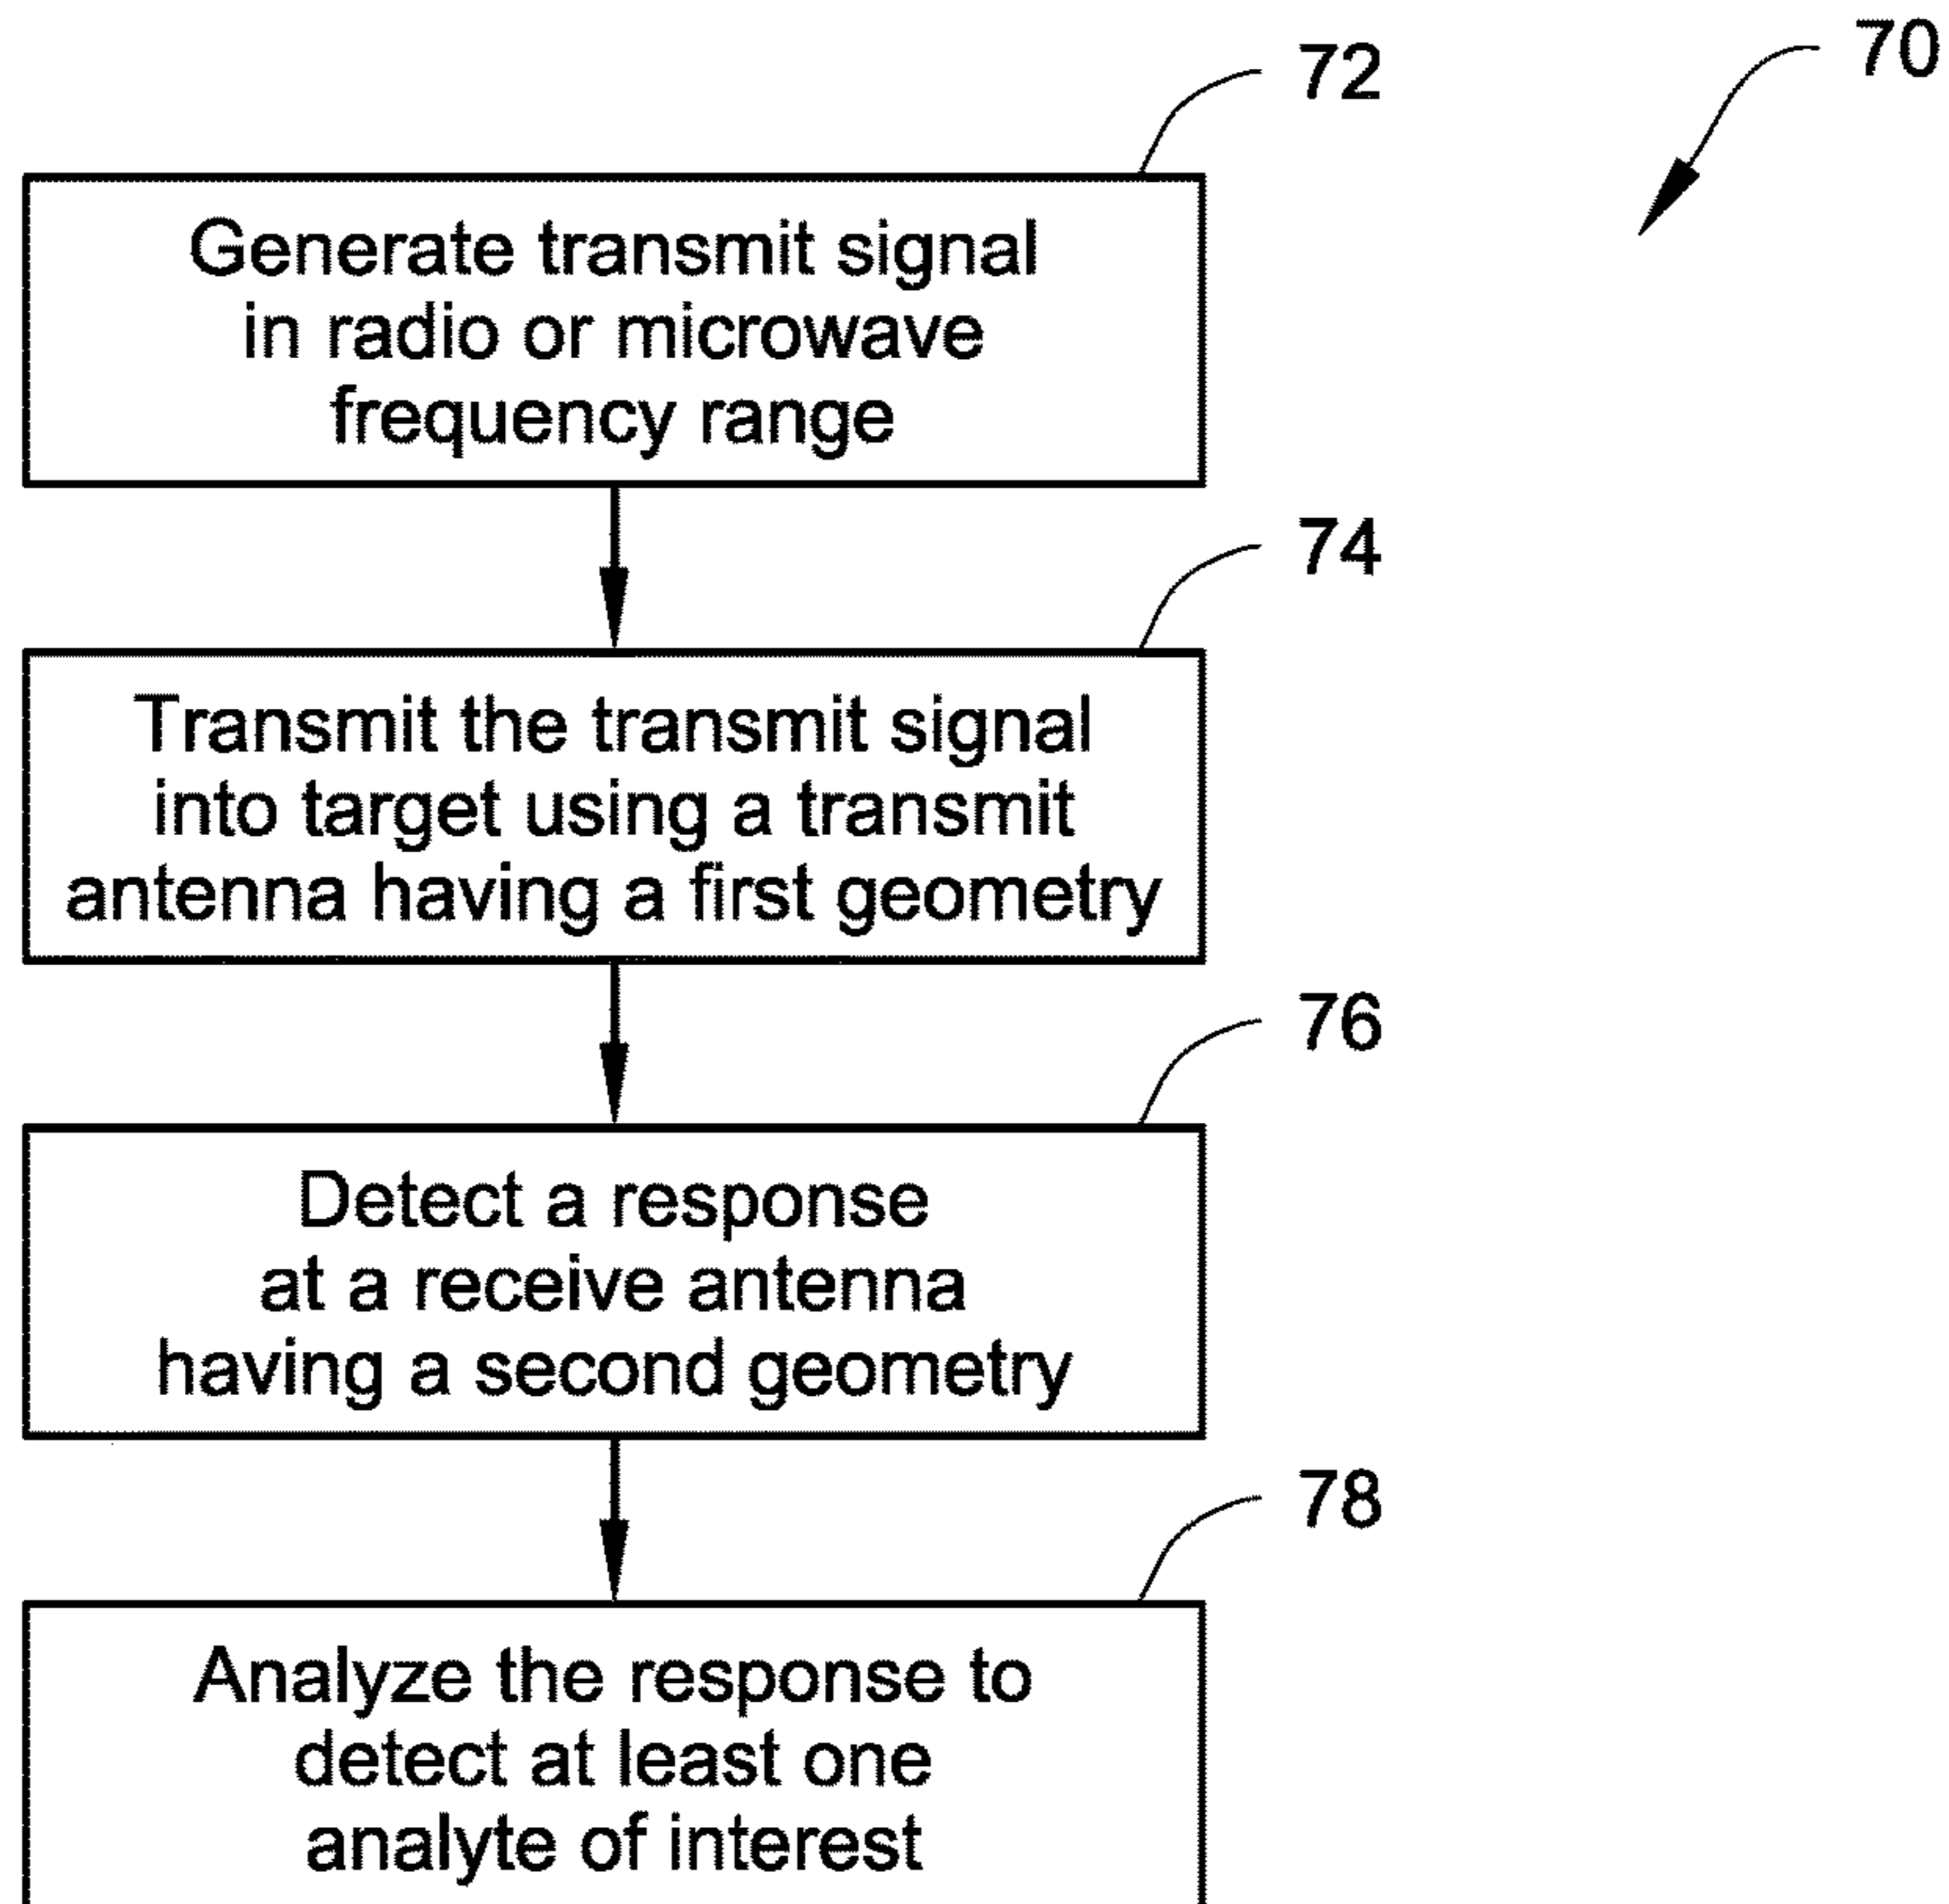 70
72
Generate transmit signal
in radio or microwave
frequency range
74
Transmit the transmit signal
into target using a transmit
antenna having a first geometry
76
Detect a response
at a receive antenna
having a second geometry
78
Analyze the response to
detect at least one
analyte of interest